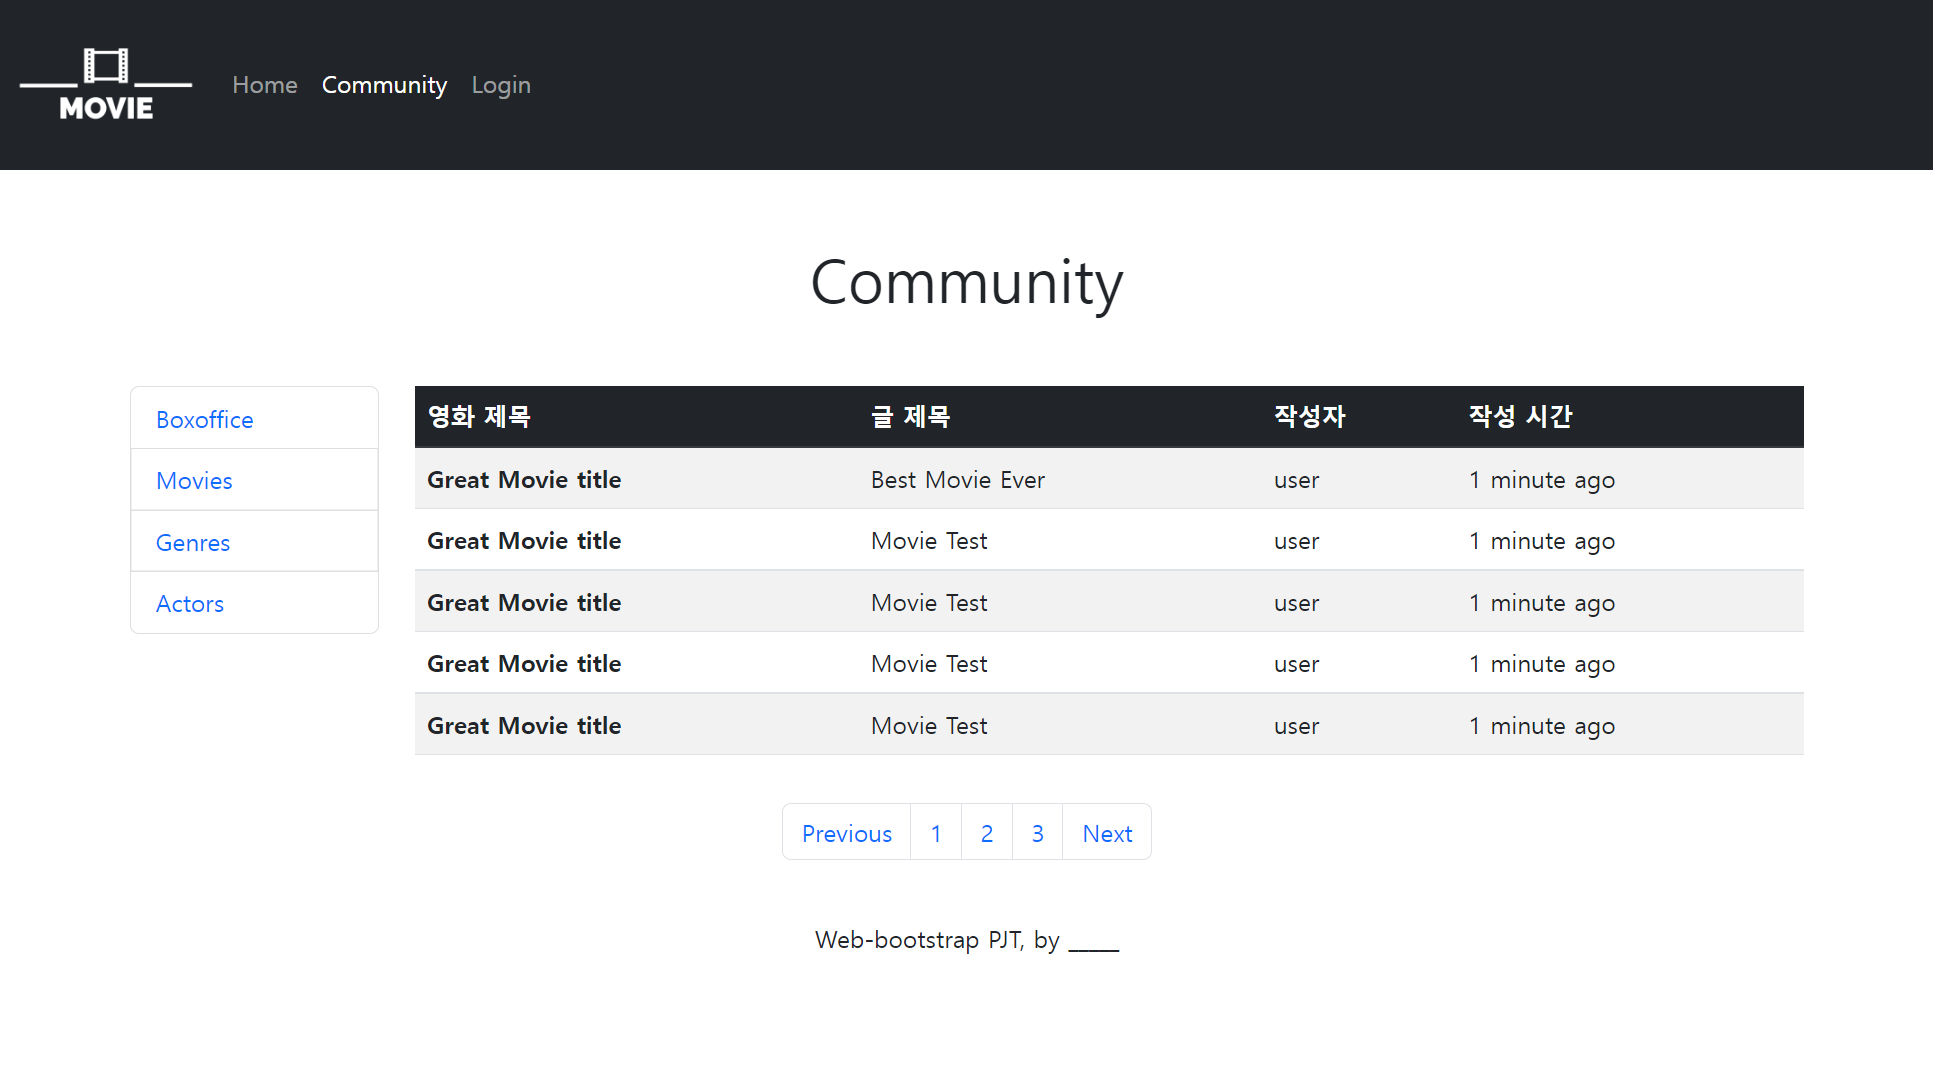 MOVIE
Home Community Login
Community
Boxoffice
Movies
Genres
Actors
영화 제목 글 제목 작성자 작성 시간
Great Movie title Best Movie Ever user 1 minute ago
Great Movie title Movie Test user 1 minute ago
Great Movie title Movie Test user 1 minute ago
Great Movie title Movie Test user 1 minute ago
Great Movie title Movie Test user 1 minute ago
Previous 1 2 3 Next
Web-bootstrap PJT, by _____